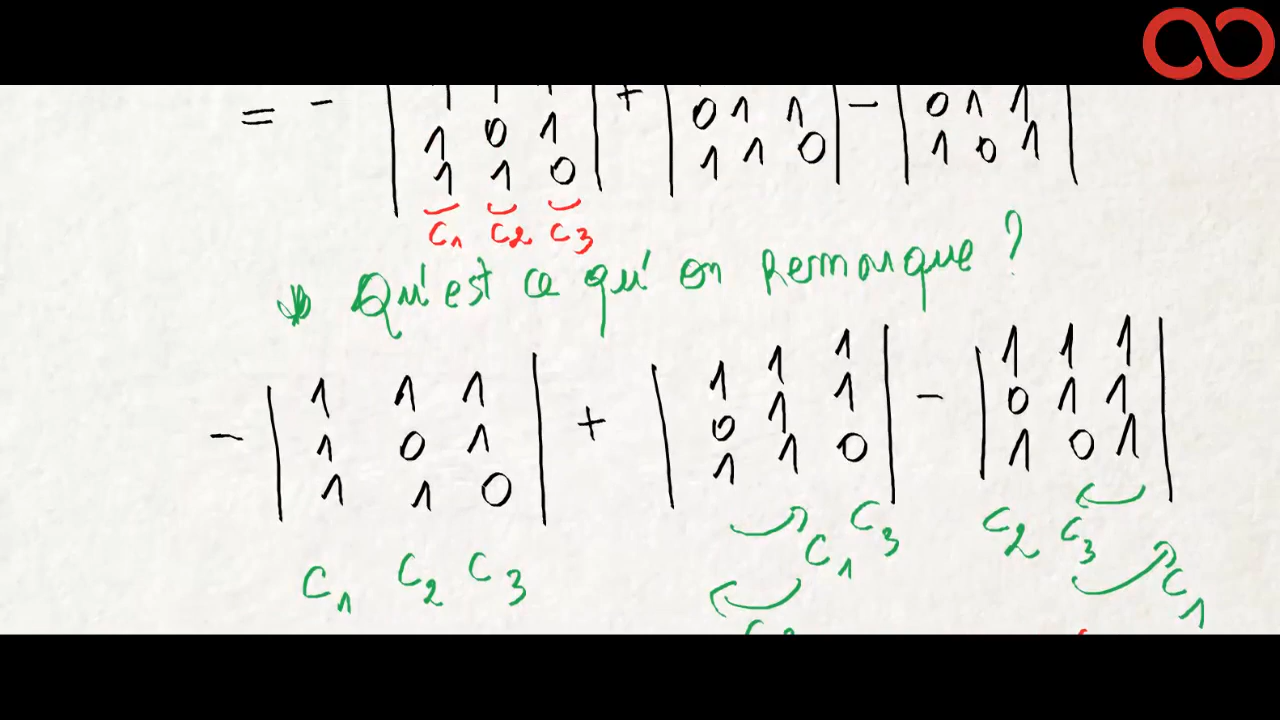 = - | 1 1 1 | + | 0 1 1 | - | 0 1 1 |
| 1 0 1 | | 1 1 0 | | 1 0 1 |
| 1 1 0 |
C1 C2 C3
Qu'est ce qu'on Remarque ?
- | 1 1 1 | + | 1 1 1 | - | 1 1 1 |
| 1 0 1 | | 0 1 1 | | 0 1 1 |
| 1 1 0 | | 1 1 0 | | 1 0 1 |
C1 C2 C3 C1 C3 C2 C3 C1